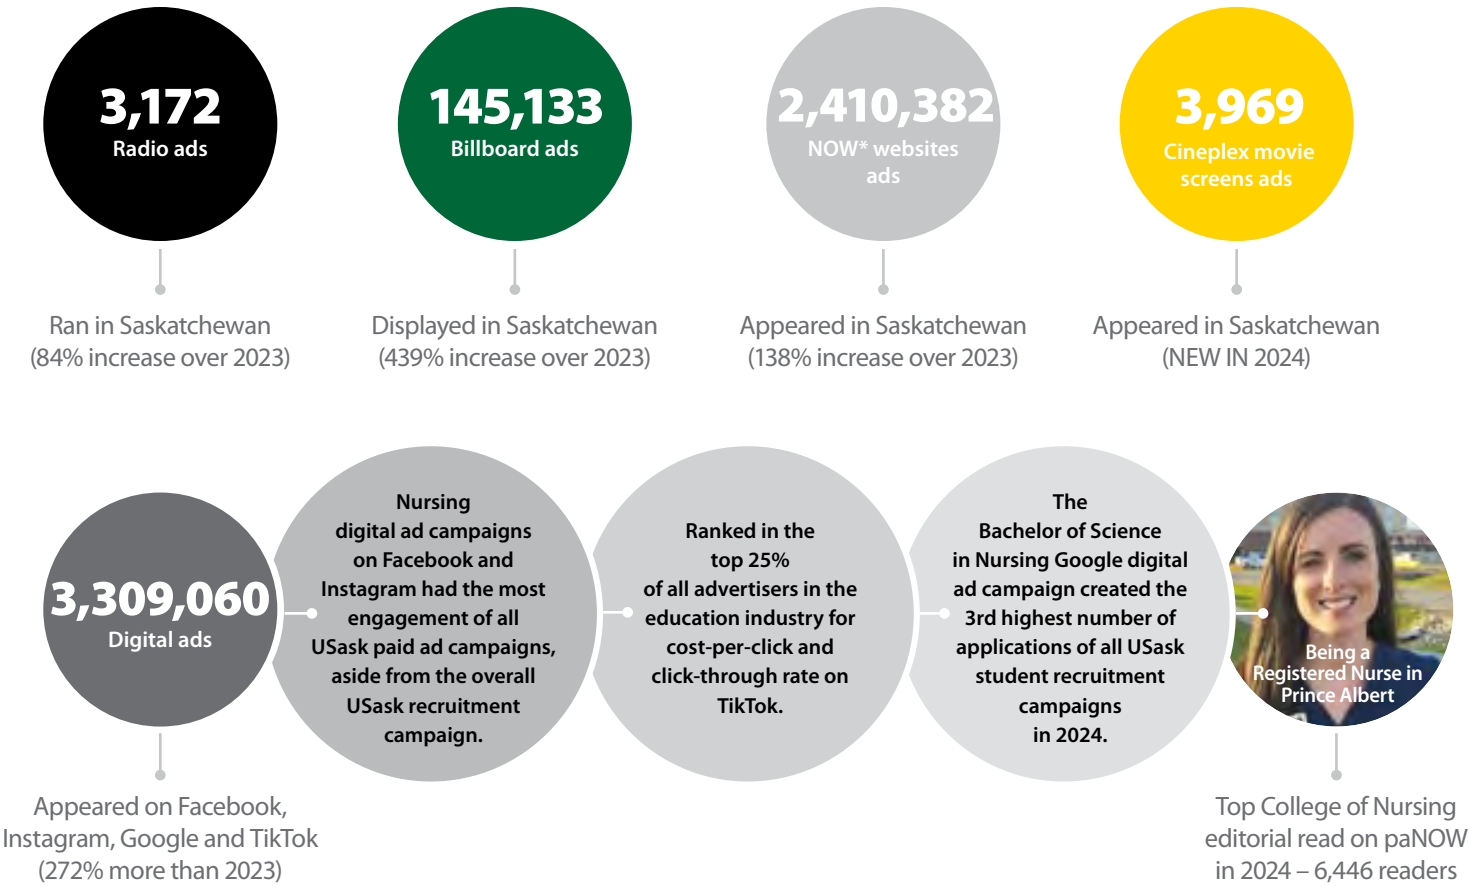 3,172
Radio ads
145,133
Billboard ads
2,410,382
NOW* websites
ads
3,969
Cineplex movie
screens ads
Ran in Saskatchewan
(84% increase over 2023)
Displayed in Saskatchewan
(439% increase over 2023)
Appeared in Saskatchewan
(138% increase over 2023)
Appeared in Saskatchewan
(NEW IN 2024)
3,309,060
Digital ads
Nursing
digital ad campaigns
on Facebook and
Instagram had the most
engagement of all
USask paid ad campaigns,
aside from the overall
USask recruitment
campaign.
Ranked in the
top 25%
of all advertisers in the
education industry for
cost-per-click and
click-through rate on
TikTok.
The
Bachelor of Science
in Nursing Google digital
ad campaign created the
3rd highest number of
applications of all USask
student recruitment
campaigns
in 2024.
Being a
Registered Nurse in
Prince Albert
Appeared on Facebook,
Instagram, Google and TikTok
(272% more than 2023)
Top College of Nursing
editorial read on paNOW
in 2024 – 6,446 readers